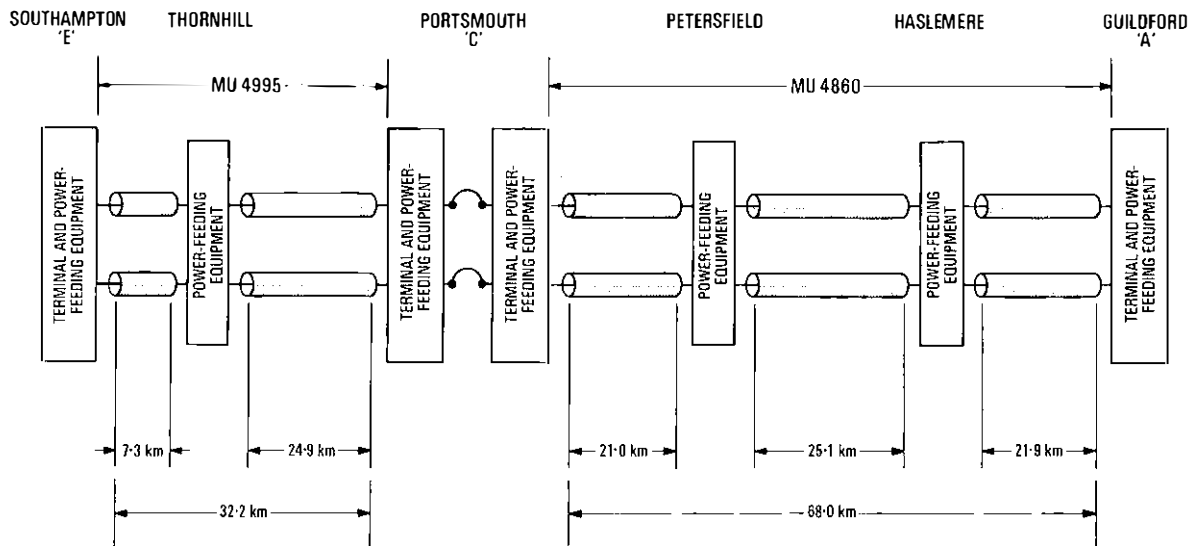 SOUTHAMPTON
'E'
THORNHILL
PORTSMOUTH
'C'
PETERSFIELD
HASLEMERE
GUILDFORD
'A'
MU 4995
MU 4860
TERMINAL AND POWER-
FEEDING EQUIPMENT
POWER-FEEDING
EQUIPMENT
TERMINAL AND POWER-
FEEDING EQUIPMENT
TERMINAL AND POWER-
FEEDING EQUIPMENT
POWER-FEEDING
EQUIPMENT
POWER-FEEDING
EQUIPMENT
TERMINAL AND POWER-
FEEDING EQUIPMENT
7·3 km
24·9 km
21·0 km
25·1 km
21·9 km
32·2 km
68·0 km